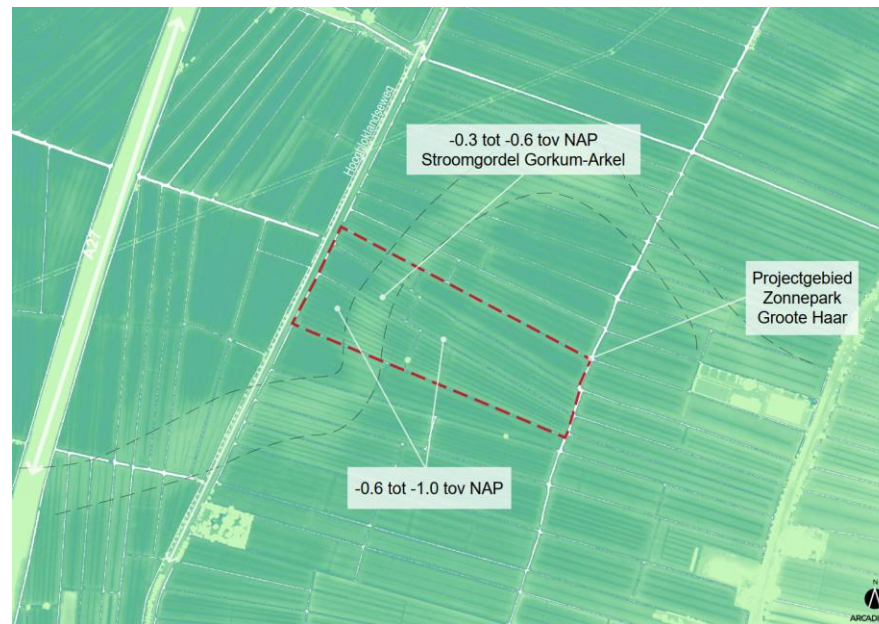 Hoogbloklandseweg
-0.3 tot -0.6 tov NAP
Stroomgordel Gorkum-Arkel
A27
Projectgebied
Zonnepark
Groote Haar
-0.6 tot -1.0 tov NAP
N